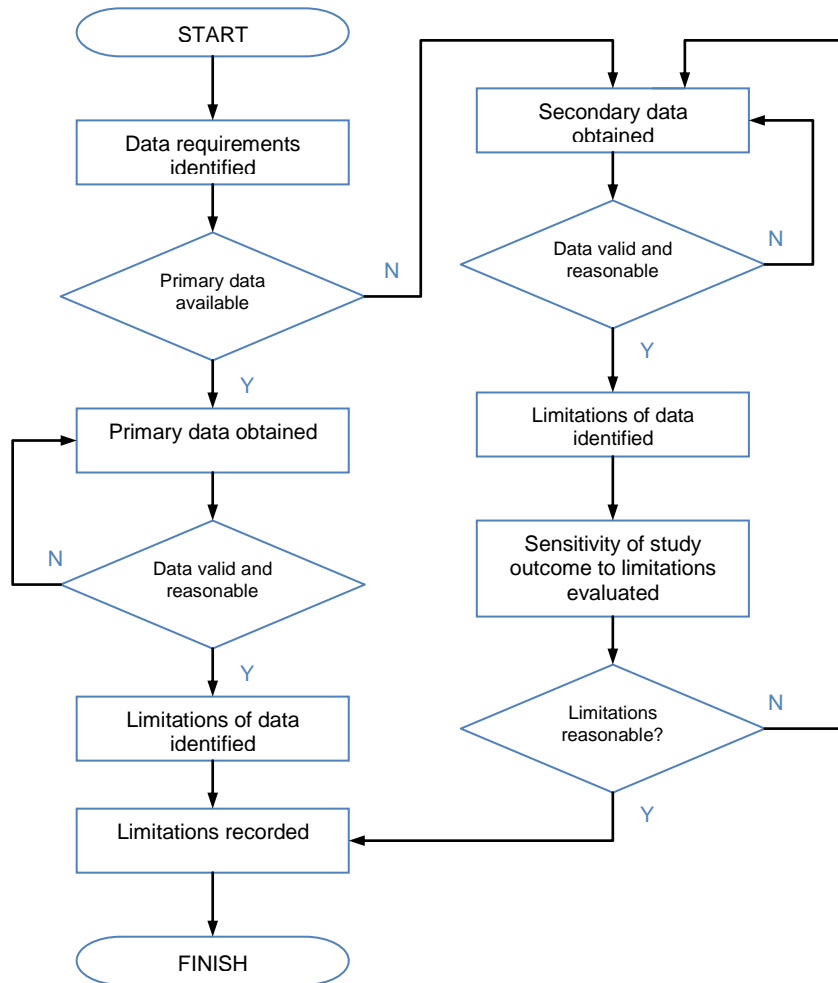 START
Data requirements
identified
Primary data
available
N
Y
Primary data obtained
Data valid and
reasonable
N
Y
Limitations of data
identified
Limitations recorded
FINISH
Secondary data
obtained
Data valid and
reasonable
N
Y
Limitations of data
identified
Sensitivity of study
outcome to limitations
evaluated
Limitations
reasonable?
N
Y